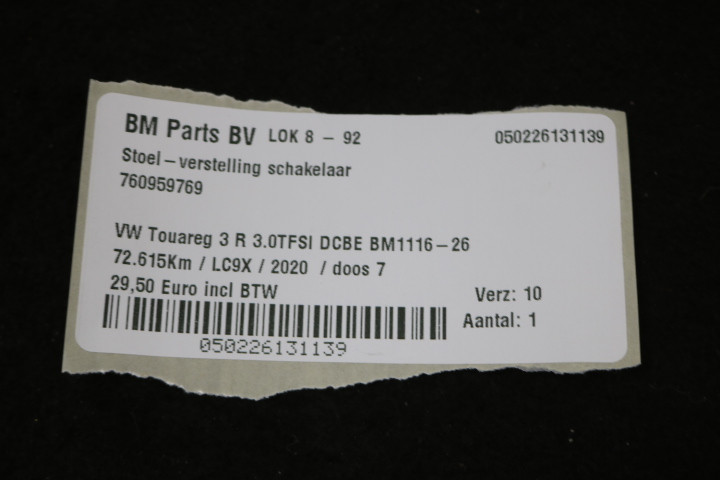 BM Parts BV LOK 8 - 92 050226131139
Stoel-verstelling schakelaar
760959769
VW Touareg 3 R 3.0TFSI DCBE BM1116-26
72.615Km / LC9X / 2020 / doos 7
29,50 Euro incl BTW Verz: 10
Aantal: 1
050226131139